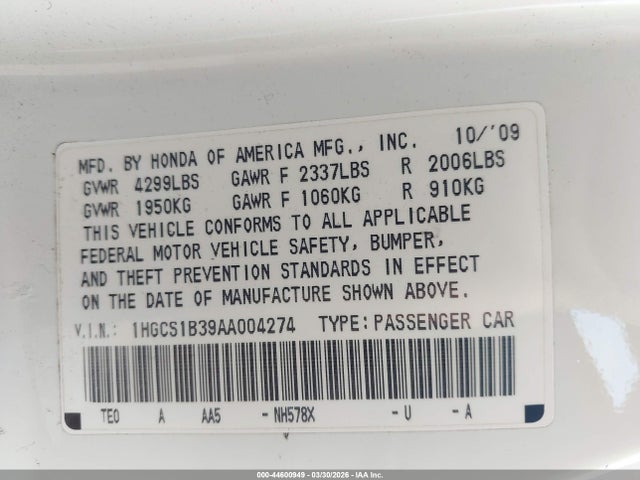 MFD. BY HONDA OF AMERICA MFG., INC. 10/'09
GVWR 4299LBS GAWR F 2337LBS R 2006LBS
GVWR 1950KG GAWR F 1060KG R 910KG
THIS VEHICLE CONFORMS TO ALL APPLICABLE
FEDERAL MOTOR VEHICLE SAFETY, BUMPER,
AND THEFT PREVENTION STANDARDS IN EFFECT
ON THE DATE OF MANUFACTURE SHOWN ABOVE.
V.I.N.: 1HGCS1B39AA004274 TYPE: PASSENGER CAR
TE0 A AA5 - NH578X - U - A
000-44600949 - 03/30/2026 - IAA Inc.